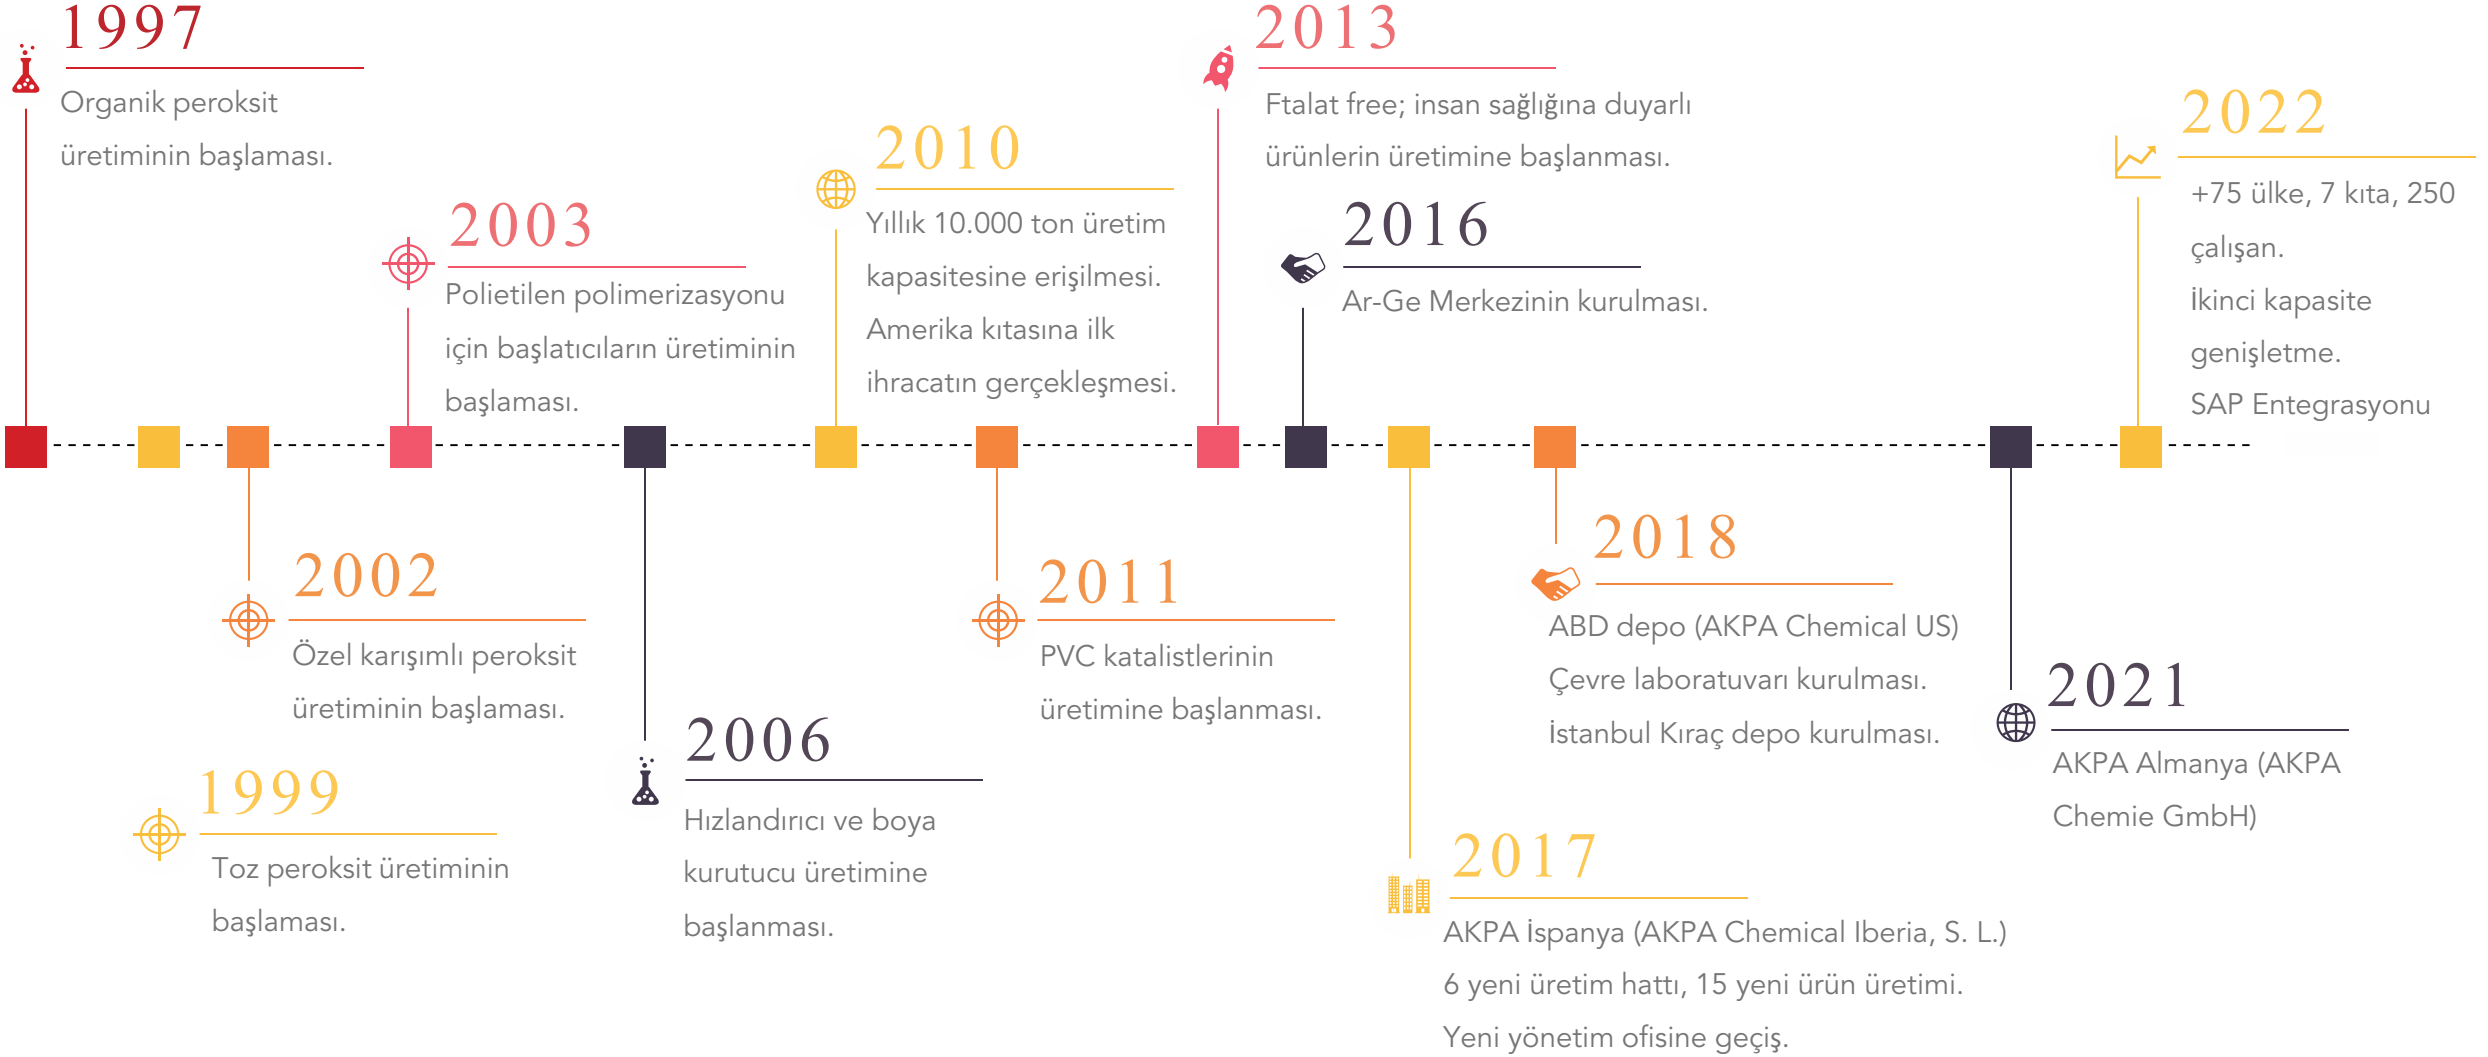 1997
Organik peroksit
üretiminin başlaması.
1999
Toz peroksit üretiminin
başlaması.
2002
Özel karışımlı peroksit
üretiminin başlaması.
2003
Polietilen polimerizasyonu
için başlatıcıların üretiminin
başlaması.
2006
Hızlandırıcı ve boya
kurutucu üretimine
başlanması.
2010
Yıllık 10.000 ton üretim
kapasitesine erişilmesi.
Amerika kıtasına ilk
ihracatın gerçekleşmesi.
2011
PVC katalistlerinin
üretimine başlanması.
2013
Ftalat free; insan sağlığına duyarlı
ürünlerin üretimine başlanması.
2016
Ar-Ge Merkezinin kurulması.
2017
AKPA İspanya (AKPA Chemical Iberia, S. L.)
6 yeni üretim hattı, 15 yeni ürün üretimi.
Yeni yönetim ofisine geçiş.
2018
ABD depo (AKPA Chemical US)
Çevre laboratuvarı kurulması.
İstanbul Kıraç depo kurulması.
2021
AKPA Almanya (AKPA
Chemie GmbH)
2022
+75 ülke, 7 kıta, 250
çalışan.
İkinci kapasite
genişletme.
SAP Entegrasyonu